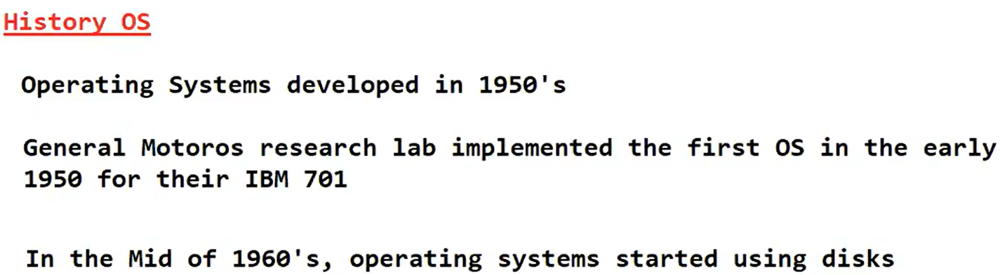 History OS
Operating Systems developed in 1950's
General Motoros research lab implemented the first OS in the early
1950 for their IBM 701
In the Mid of 1960's, operating systems started using disks